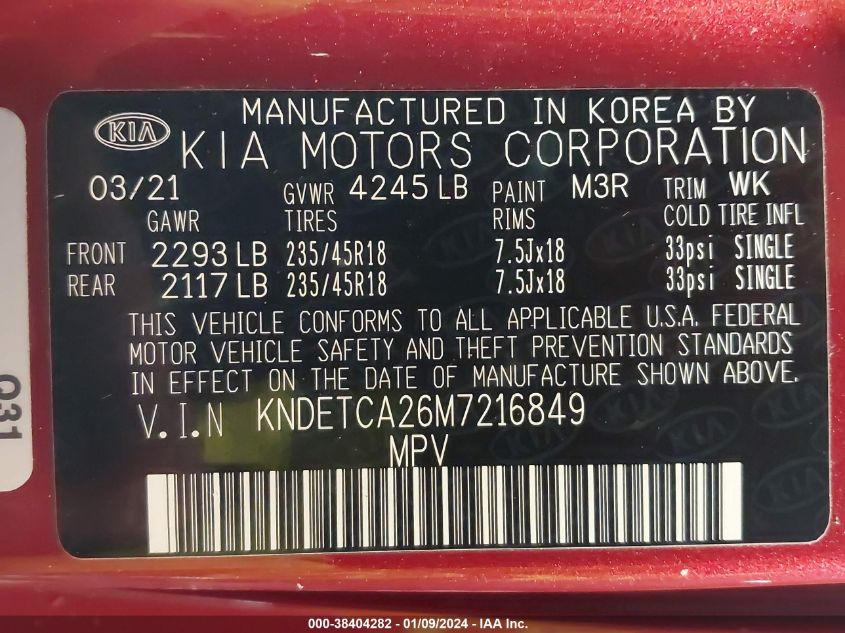 MANUFACTURED IN KOREA BY
KIA
KIA MOTORS CORPORATION
03/21 GVWR 4245 LB PAINT M3R TRIM WK
GAWR TIRES RIMS COLD TIRE INFL
FRONT 2293 LB 235/45R18 7.5Jx18 33psi SINGLE
REAR 2117 LB 235/45R18 7.5Jx18 33psi SINGLE
THIS VEHICLE CONFORMS TO ALL APPLICABLE U.S.A. FEDERAL
MOTOR VEHICLE SAFETY AND THEFT PREVENTION STANDARDS
IN EFFECT ON THE DATE OF MANUFACTURE SHOWN ABOVE.
V.I.N KNDETCA26M7216849
MPV
Q31
000-38404282 - 01/09/2024 - IAA Inc.